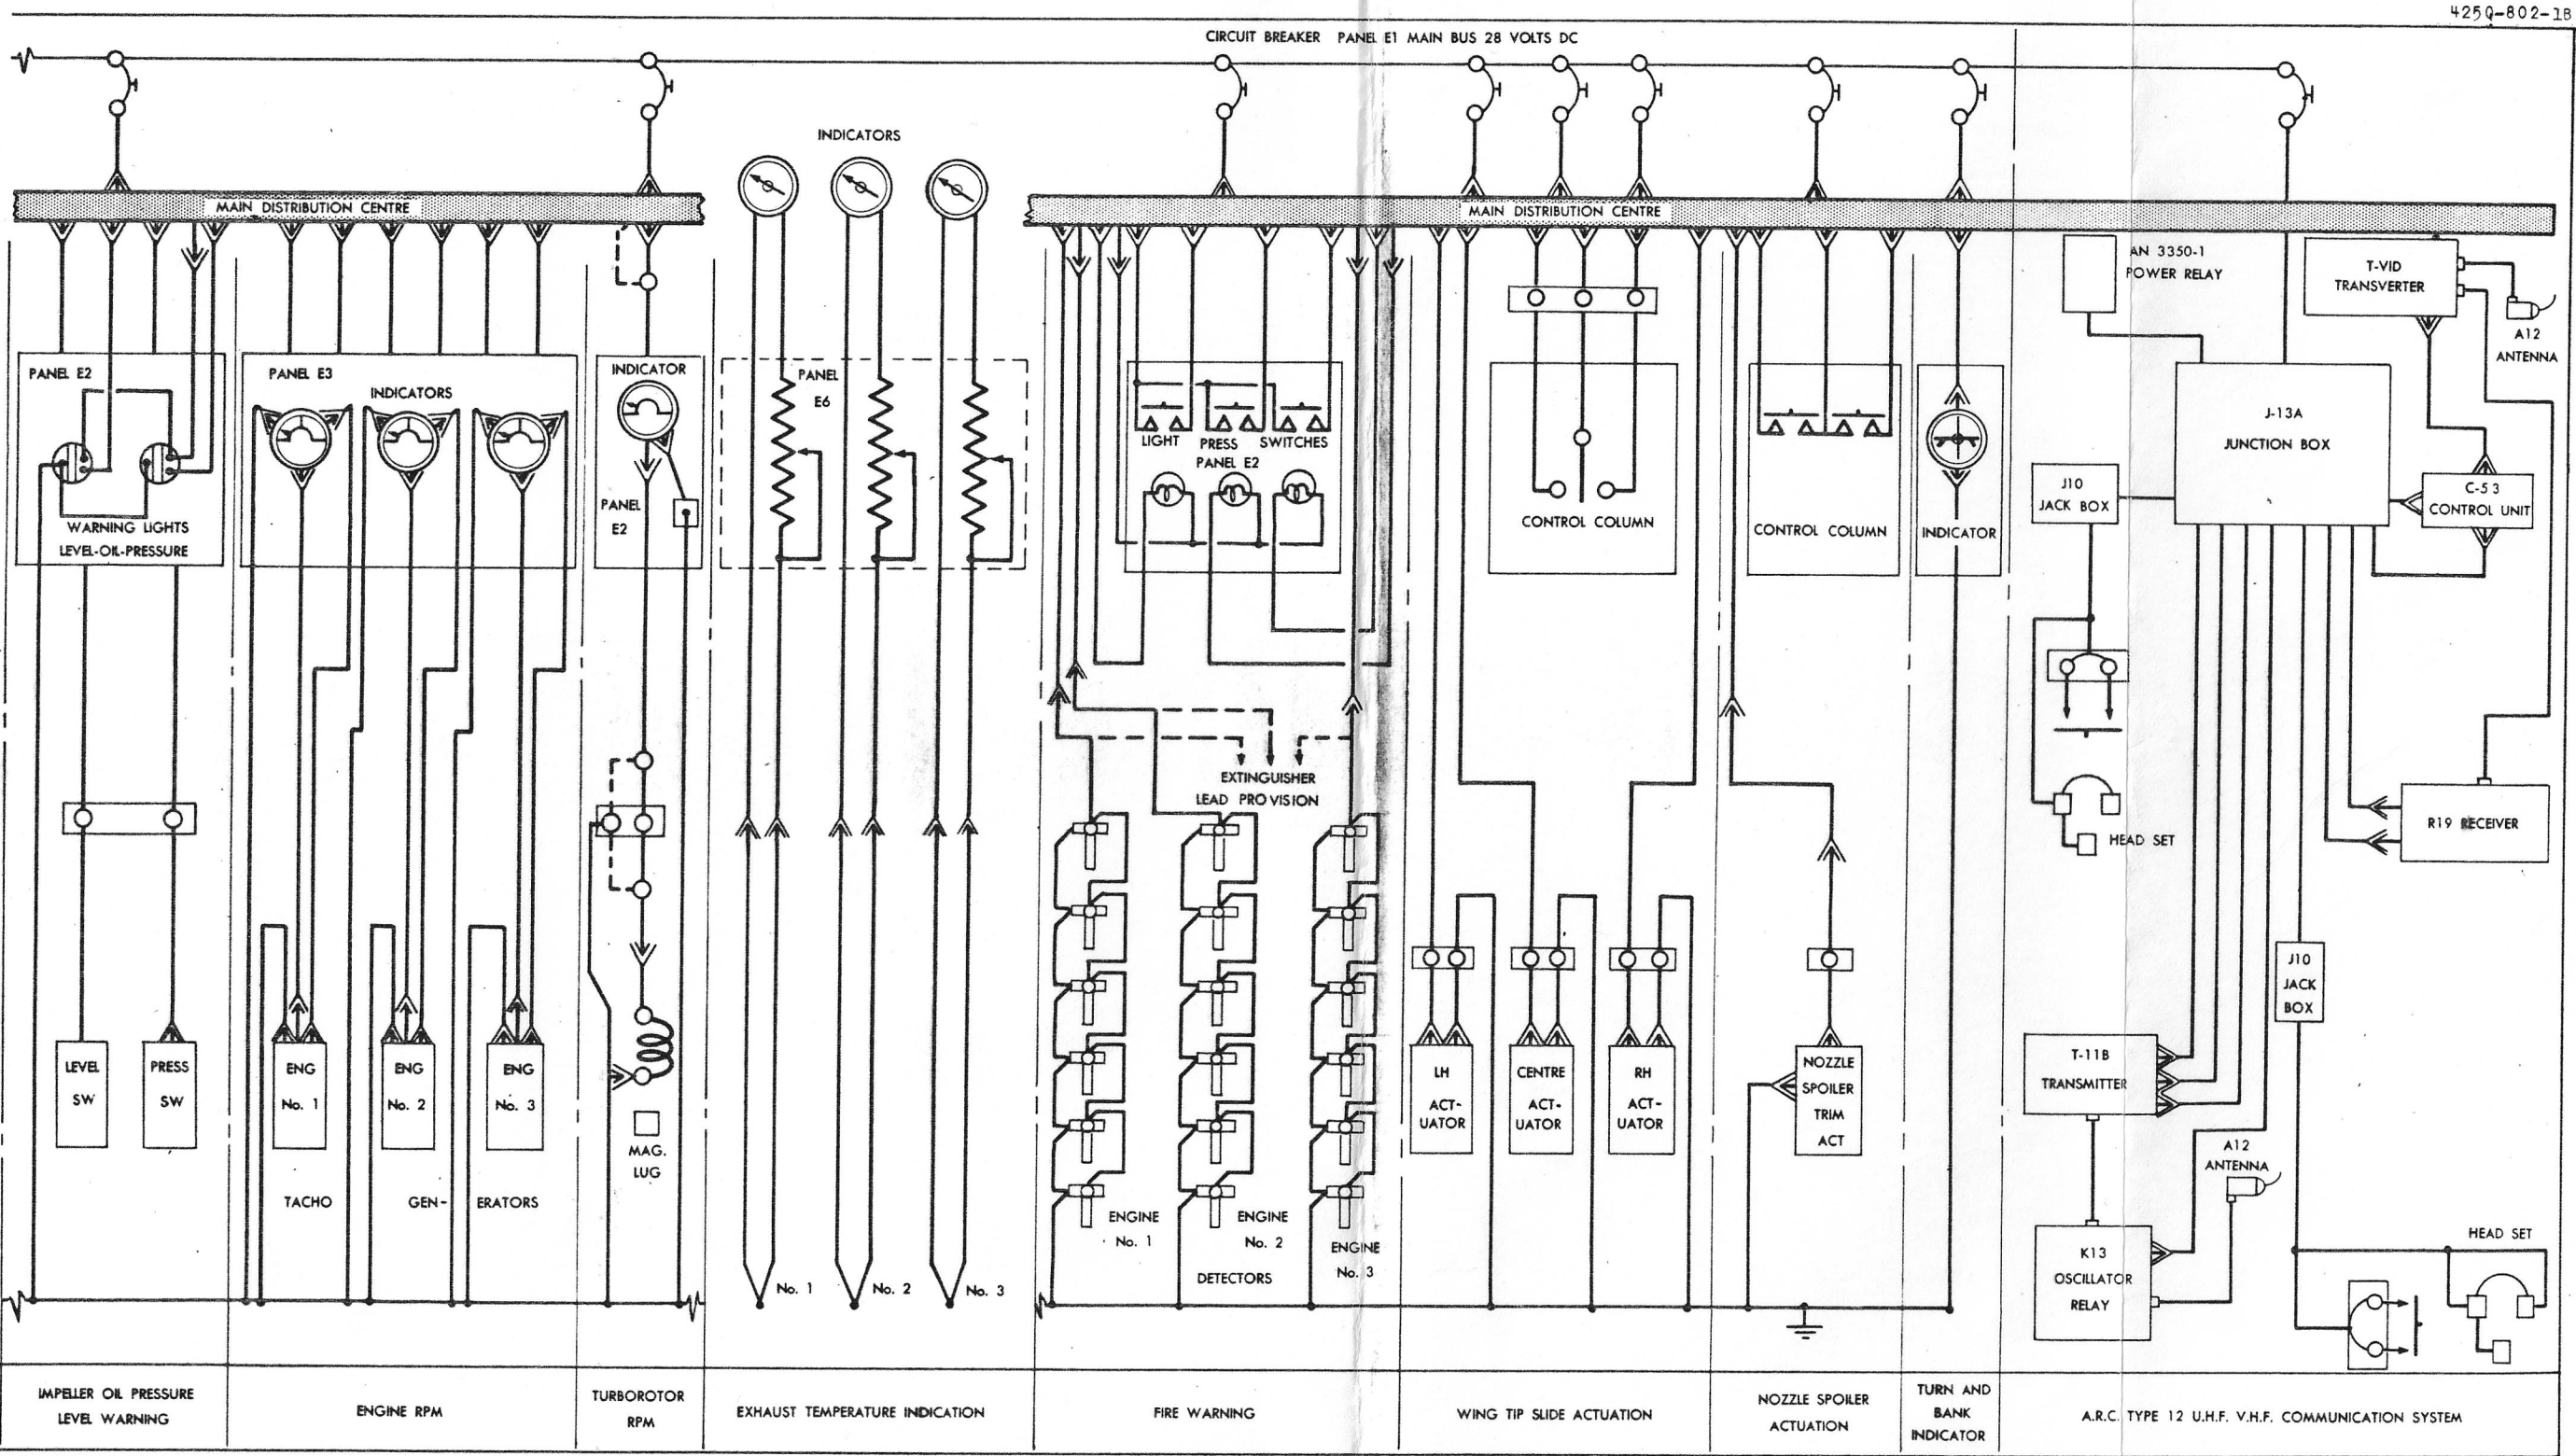 425Q-802-1B
CIRCUIT BREAKER PANEL E1 MAIN BUS 28 VOLTS DC
INDICATORS
MAIN DISTRIBUTION CENTRE
MAIN DISTRIBUTION CENTRE
PANEL E2
WARNING LIGHTS
LEVEL-OIL-PRESSURE
LEVEL
SW
PRESS
SW
PANEL E3
INDICATORS
ENG
No. 1
ENG
No. 2
ENG
No. 3
TACHO GEN- ERATORS
INDICATOR
PANEL
E2
MAG.
LUG
PANEL
E6
No. 1
No. 2
No. 3
LIGHT PRESS SWITCHES
PANEL E2
EXTINGUISHER
LEAD PROVISION
ENGINE
No. 1
ENGINE
No. 2
ENGINE
No. 3
DETECTORS
CONTROL COLUMN
LH
ACT-
UATOR
CENTRE
ACT-
UATOR
RH
ACT-
UATOR
CONTROL COLUMN
NOZZLE
SPOILER
TRIM
ACT
INDICATOR
AN 3350-1
POWER RELAY
T-VID
TRANSVERTER
A12
ANTENNA
J-13A
JUNCTION BOX
J10
JACK BOX
C-53
CONTROL UNIT
HEAD SET
R19 RECEIVER
J10
JACK
BOX
T-11B
TRANSMITTER
A12
ANTENNA
K13
OSCILLATOR
RELAY
HEAD SET
IMPELLER OIL PRESSURE
LEVEL WARNING
ENGINE RPM
TURBOROTOR
RPM
EXHAUST TEMPERATURE INDICATION
FIRE WARNING
WING TIP SLIDE ACTUATION
NOZZLE SPOILER
ACTUATION
TURN AND
BANK
INDICATOR
A.R.C. TYPE 12 U.H.F. V.H.F. COMMUNICATION SYSTEM